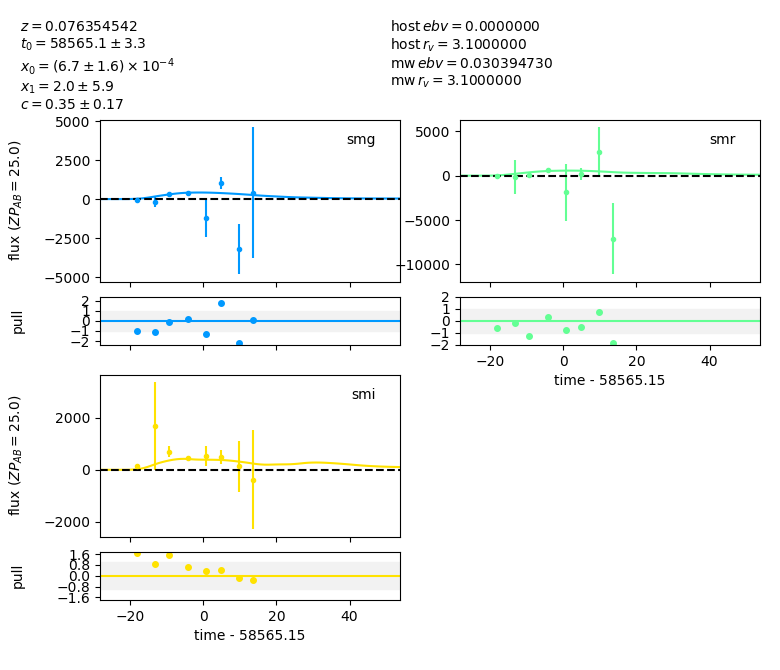 z = 0.076354542
t₀ = 58565.1 ± 3.3
x₀ = (6.7 ± 1.6) × 10⁻⁴
x₁ = 2.0 ± 5.9
c = 0.35 ± 0.17
host ebv = 0.0000000
host r_v = 3.1000000
mw ebv = 0.030394730
mw r_v = 3.1000000
flux (ZP_AB = 25.0)
5000
2500
0
−2500
−5000
smg
5000
0
−5000
−10000
smr
pull
2
1
0
−1
−2
2
1
0
−1
−2
−20
0
20
40
time - 58565.15
flux (ZP_AB = 25.0)
2000
0
−2000
smi
pull
1.6
0.8
0.0
−0.8
−1.6
−20
0
20
40
time - 58565.15